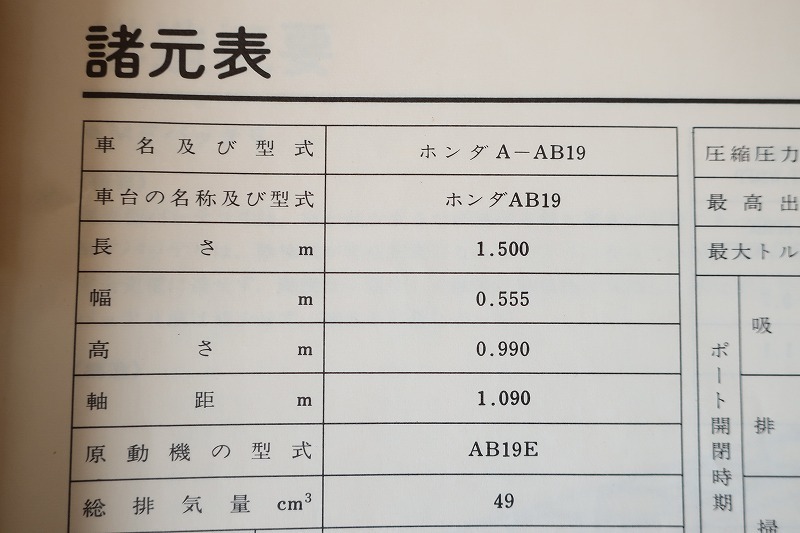 諸元表
車名及び型式 ホンダA－AB19
車台の名称及び型式 ホンダAB19
長さ m 1.500
幅 m 0.555
高さ m 0.990
軸距 m 1.090
原動機の型式 AB19E
総排気量 cm³ 49
圧縮圧力
最高出
最大トル
ポート開閉時期
吸
排
掃